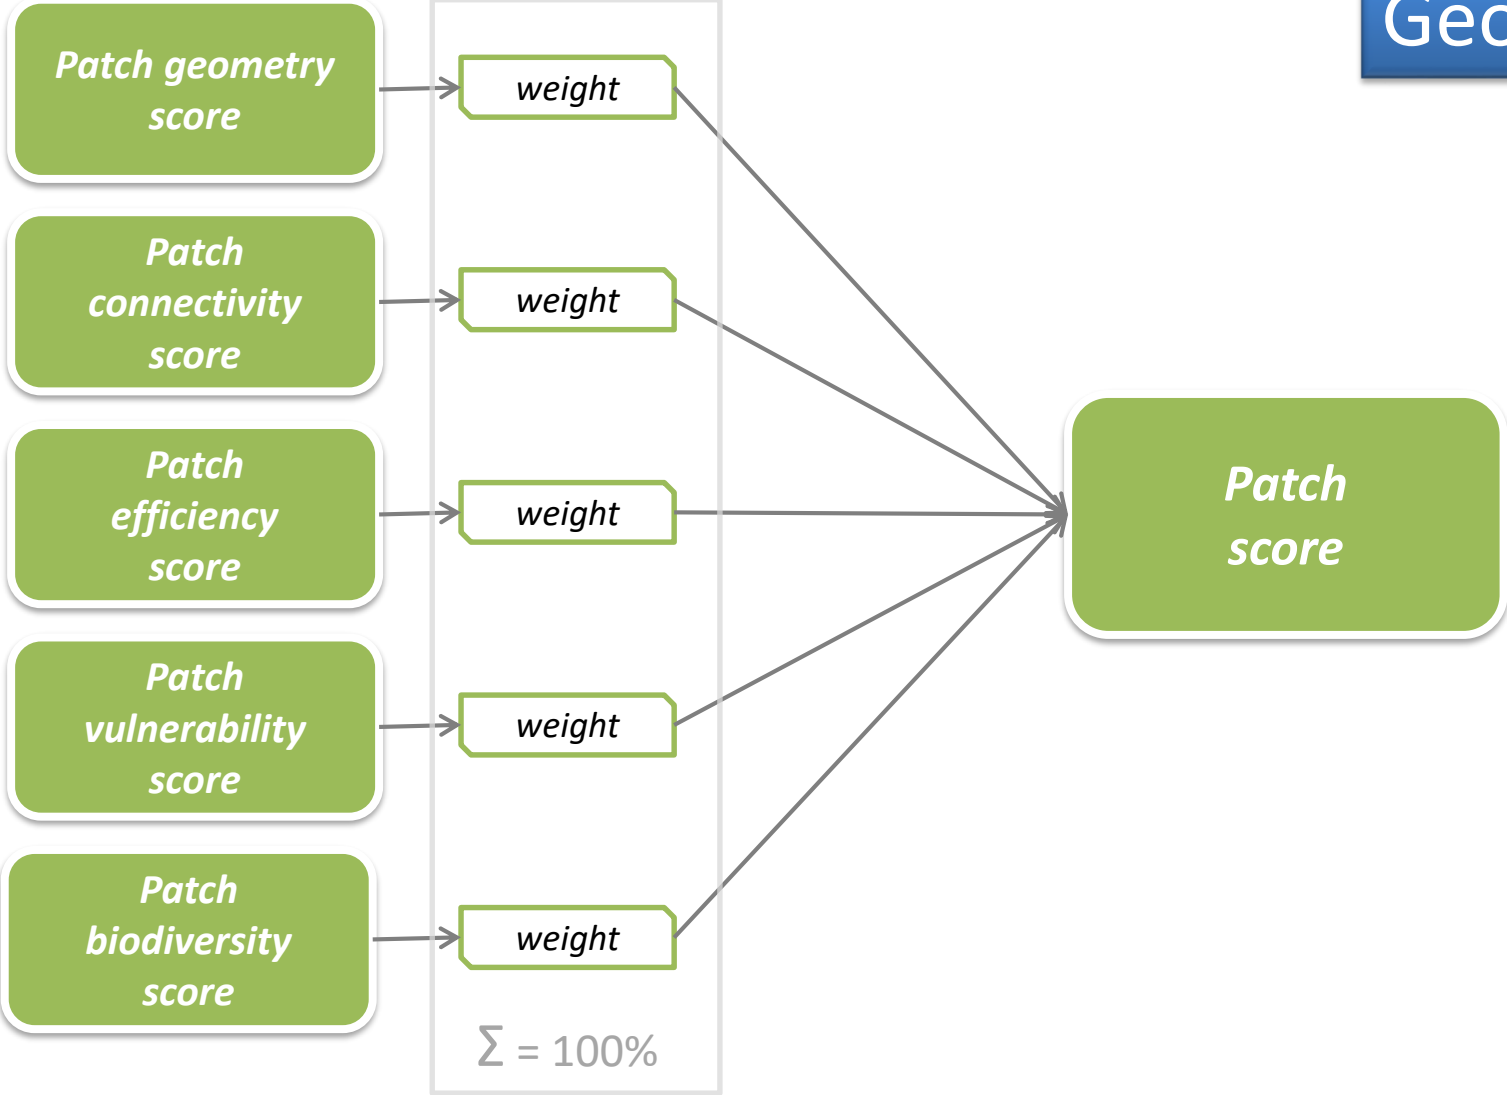 Geo
Patch geometry
score
weight
Patch
connectivity
score
weight
Patch
efficiency
score
weight
Patch
score
Patch
vulnerability
score
weight
Patch
biodiversity
score
weight
Σ = 100%